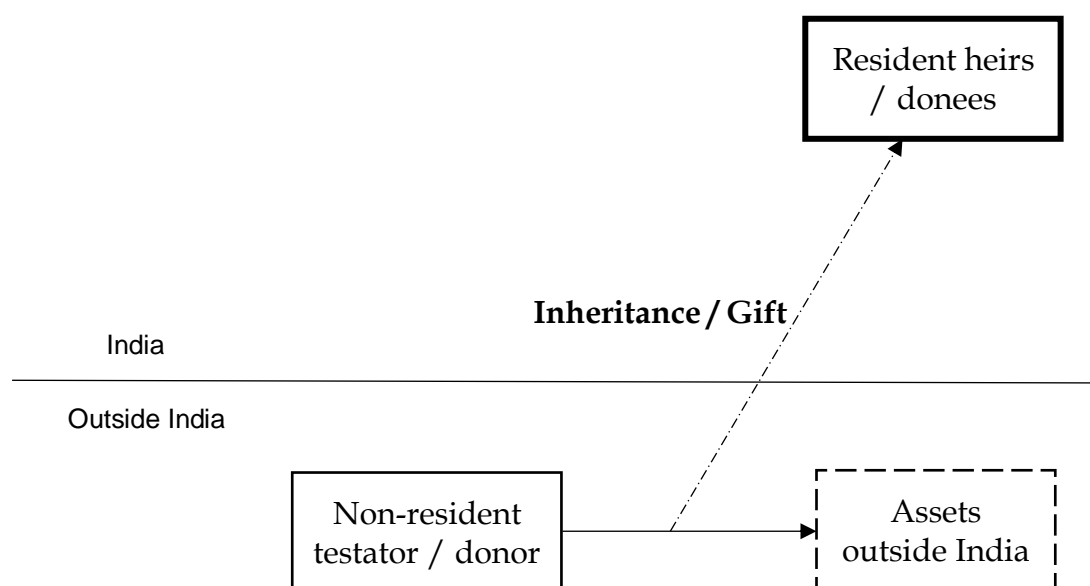 Resident heirs
/ donees
Inheritance / Gift
India
Outside India
Non-resident
testator / donor
Assets
outside India